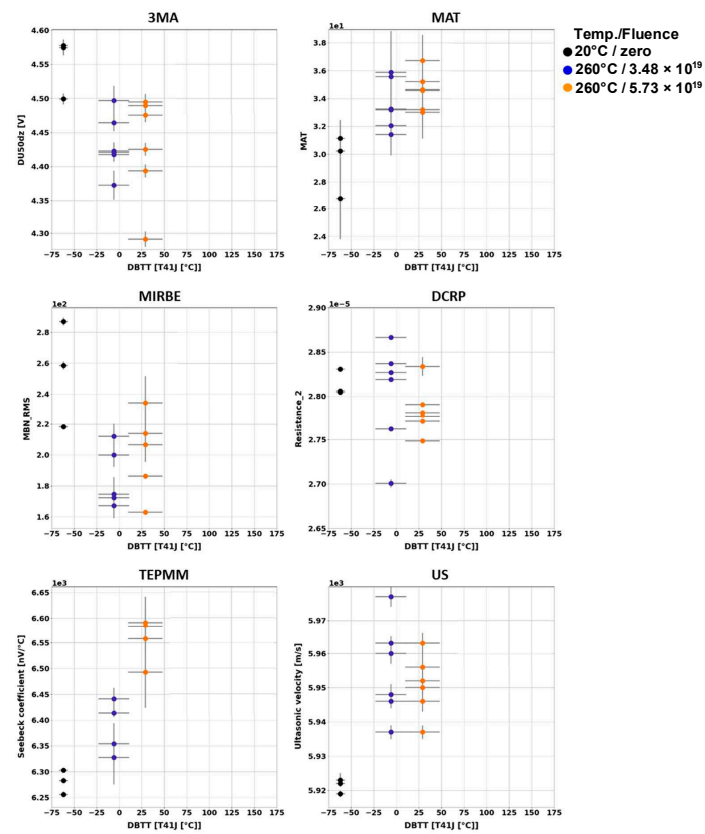 3MA
MAT
Temp./Fluence
20°C / zero
260°C / 3.48 × 10¹⁹
260°C / 5.73 × 10¹⁹
4.60
4.55
4.50
4.45
4.40
4.35
4.30
DU50dz [V]
−75 −50 −25 0 25 50 75 100 125 150 175
DBTT [T41J [°C]]
1e1
3.8
3.6
3.4
3.2
3.0
2.8
2.6
2.4
MAT
−75 −50 −25 0 25 50 75 100 125 150 175
DBTT [T41J [°C]]
MIRBE
DCRP
1e2
2.8
2.6
2.4
2.2
2.0
1.8
1.6
MBN_RMS
−75 −50 −25 0 25 50 75 100 125 150 175
DBTT [T41J [°C]]
1e−5
2.90
2.85
2.80
2.75
2.70
2.65
Resistznce_2
−75 −50 −25 0 25 50 75 100 125 150 175
DBTT [T41J [°C]]
TEPMM
US
1e3
6.65
6.60
6.55
6.50
6.45
6.40
6.35
6.30
6.25
Seebeck coefficient [nV/°C]
−75 −50 −25 0 25 50 75 100 125 150 175
DBTT [T41J [°C]]
1e3
5.97
5.96
5.95
5.94
5.93
5.92
Ultasonic velocity [m/s]
−75 −50 −25 0 25 50 75 100 125 150 175
DBTT [T41J [°C]]